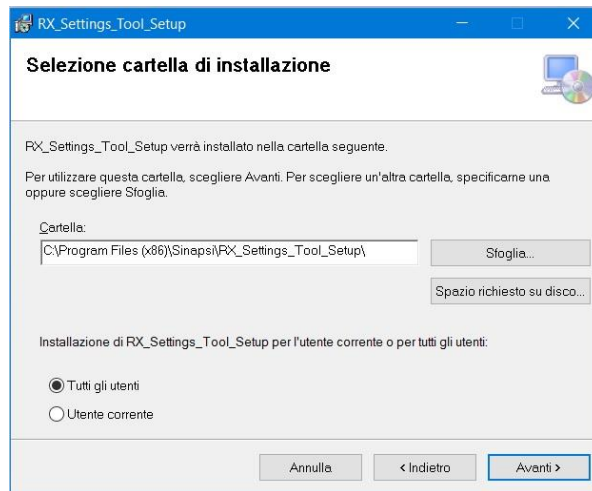 RX_Settings_Tool_Setup
Selezione cartella di installazione
RX_Settings_Tool_Setup verrà installato nella cartella seguente.
Per utilizzare questa cartella, scegliere Avanti. Per scegliere un'altra cartella, specificarne una
oppure scegliere Sfoglia.
Cartella:
C:\Program Files (x86)\Sinapsi\RX_Settings_Tool_Setup\
Sfoglia...
Spazio richiesto su disco...
Installazione di RX_Settings_Tool_Setup per l'utente corrente o per tutti gli utenti:
Tutti gli utenti
Utente corrente
Annulla
< Indietro
Avanti >